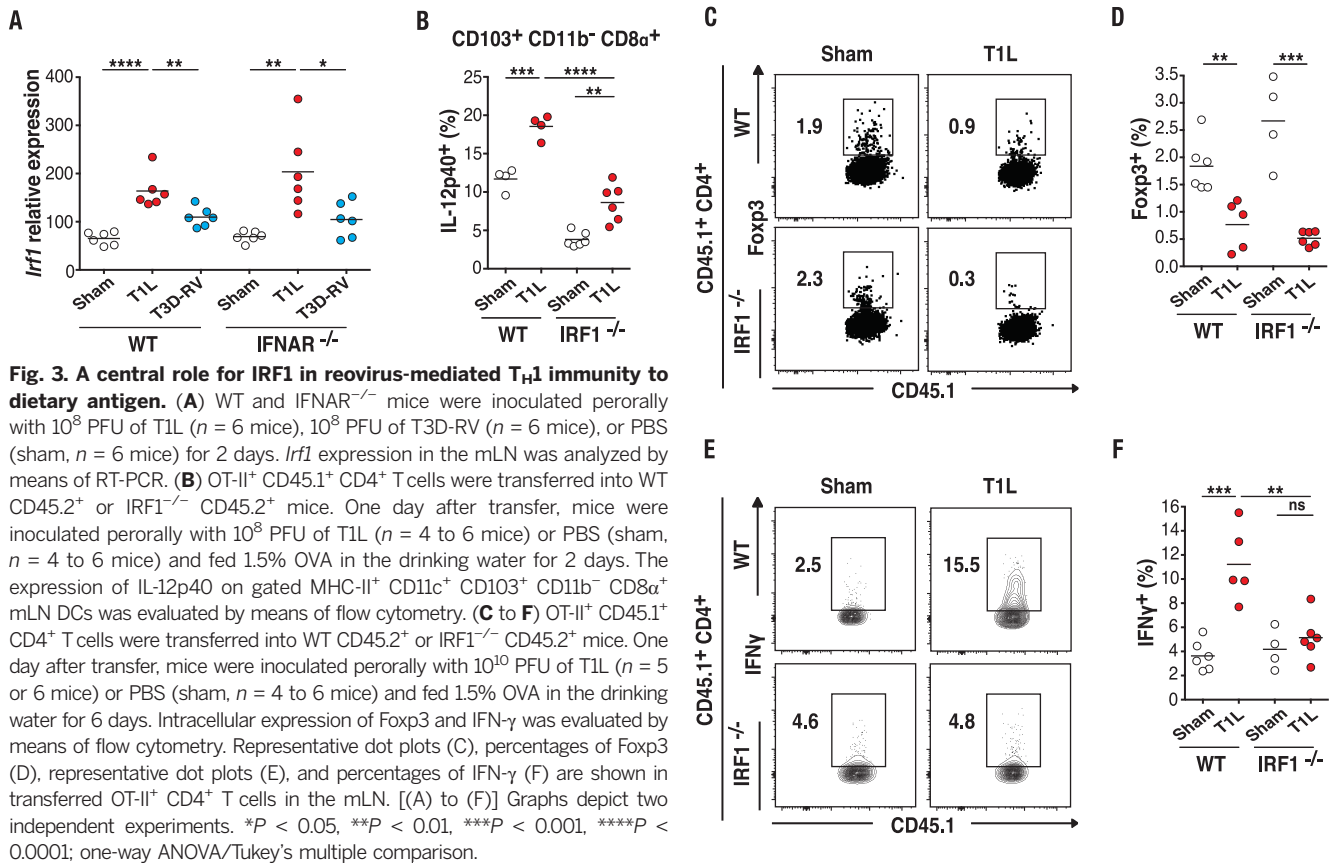 A
**** ** ** *
Irf1 relative expression
400
300
200
100
0
Sham T1L T3D-RV Sham T1L T3D-RV
WT IFNAR -/-
B
CD103+ CD11b- CD8α+
*** ****
**
IL-12p40+ (%)
25
20
15
10
5
0
Sham T1L Sham T1L
WT IRF1 -/-
Fig. 3. A central role for IRF1 in reovirus-mediated TH1 immunity to
dietary antigen. (A) WT and IFNAR−/− mice were inoculated perorally
with 10⁸ PFU of T1L (n = 6 mice), 10⁸ PFU of T3D-RV (n = 6 mice), or PBS
(sham, n = 6 mice) for 2 days. Irf1 expression in the mLN was analyzed by
means of RT-PCR. (B) OT-II+ CD45.1+ CD4+ T cells were transferred into WT
CD45.2+ or IRF1−/− CD45.2+ mice. One day after transfer, mice were
inoculated perorally with 10⁸ PFU of T1L (n = 4 to 6 mice) or PBS (sham,
n = 4 to 6 mice) and fed 1.5% OVA in the drinking water for 2 days. The
expression of IL-12p40 on gated MHC-II+ CD11c+ CD103+ CD11b− CD8α+
mLN DCs was evaluated by means of flow cytometry. (C to F) OT-II+ CD45.1+
CD4+ T cells were transferred into WT CD45.2+ or IRF1−/− CD45.2+ mice. One
day after transfer, mice were inoculated perorally with 10¹⁰ PFU of T1L (n = 5
or 6 mice) or PBS (sham, n = 4 to 6 mice) and fed 1.5% OVA in the drinking
water for 6 days. Intracellular expression of Foxp3 and IFN-γ was evaluated by
means of flow cytometry. Representative dot plots (C), percentages of Foxp3
(D), representative dot plots (E), and percentages of IFN-γ (F) are shown in
transferred OT-II+ CD4+ T cells in the mLN. [(A) to (F)] Graphs depict two
independent experiments. *P < 0.05, **P < 0.01, ***P < 0.001, ****P <
0.0001; one-way ANOVA/Tukey's multiple comparison.
C
Sham T1L
CD45.1+ CD4+
WT
Foxp3
IRF1 -/-
1.9 0.9
2.3 0.3
CD45.1
D
** ***
Foxp3+ (%)
3.5
3.0
2.5
2.0
1.5
1.0
0.5
0.0
Sham T1L Sham T1L
WT IRF1 -/-
E
Sham T1L
CD45.1+ CD4+
WT
IFNγ
IRF1 -/-
2.5 15.5
4.6 4.8
CD45.1
F
*** **
ns
IFNγ+ (%)
16
14
12
10
8
6
4
2
0
Sham T1L Sham T1L
WT IRF1 -/-